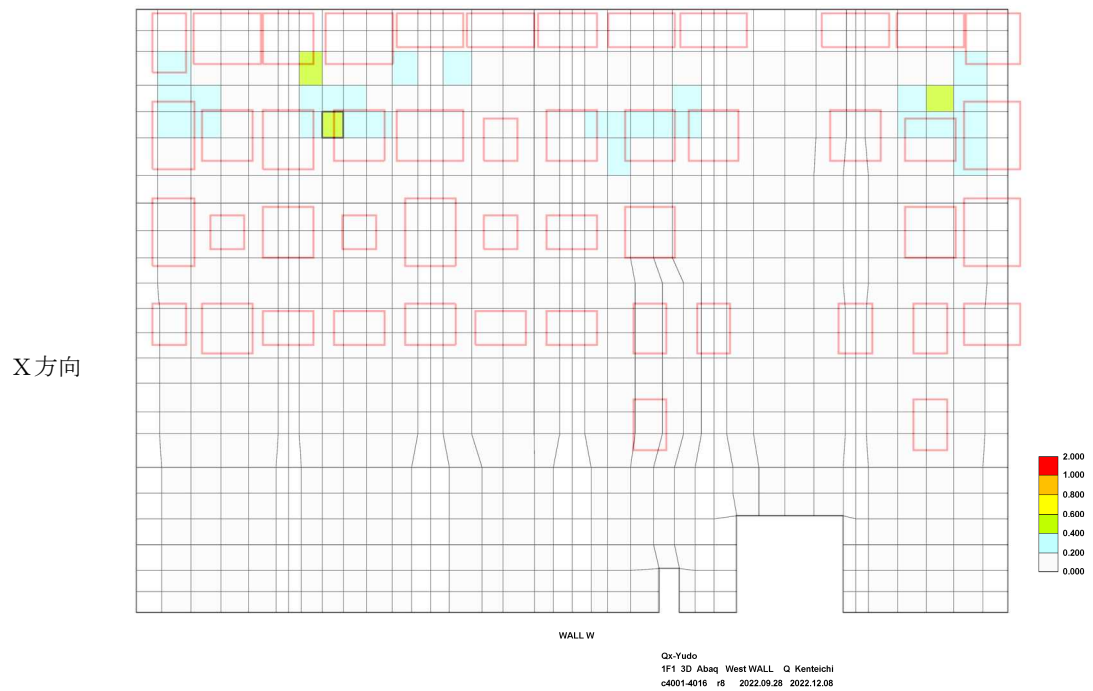 X方向
2.000
1.000
0.800
0.600
0.400
0.200
0.000
WALL W
Qx-Yudo
1F1 3D Abaq West WALL Q Kenteichi
c4001-4016 r8 2022.09.28 2022.12.08